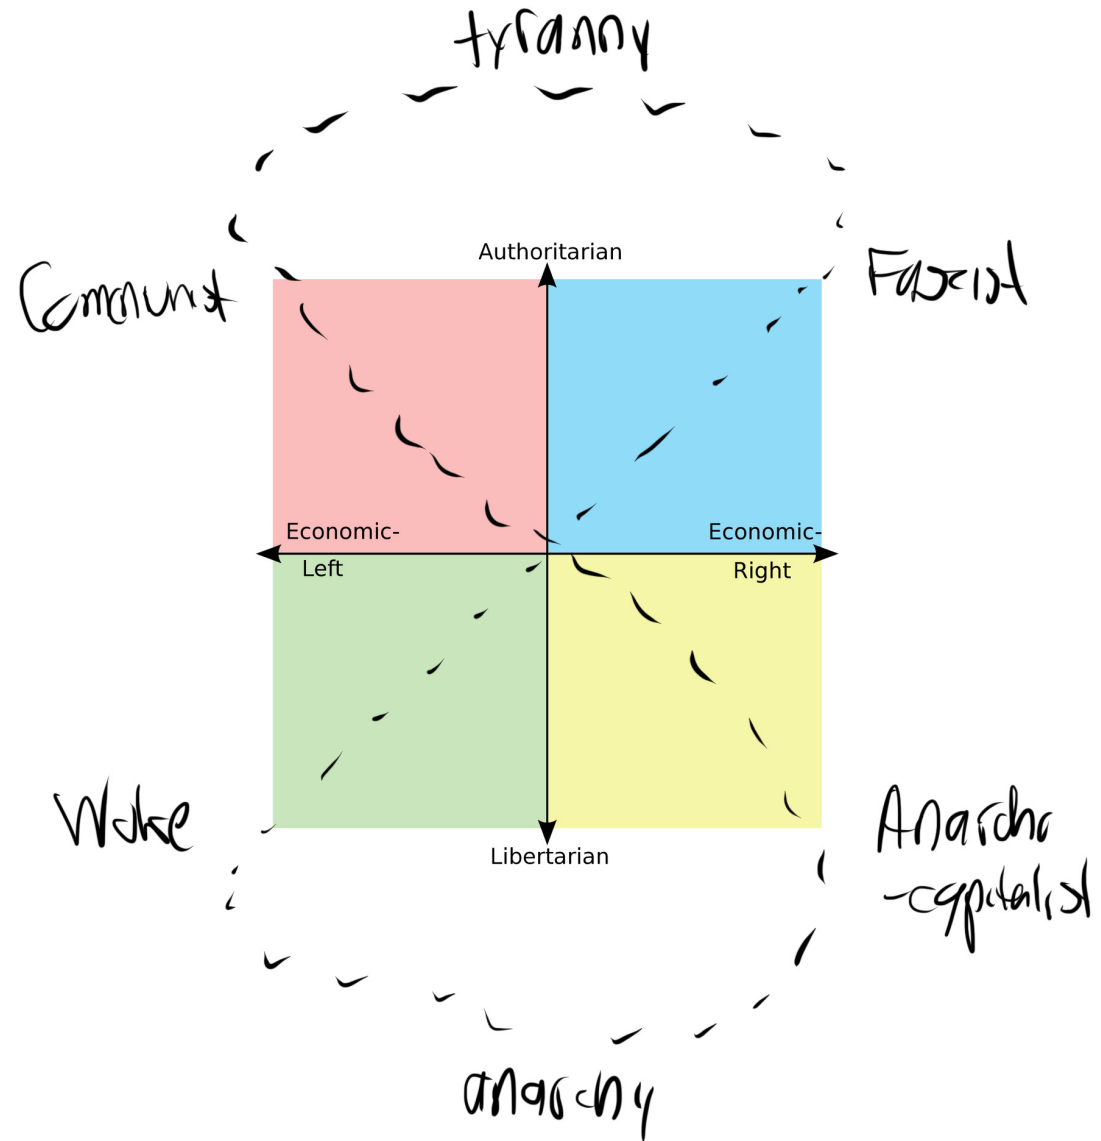 tyranny
Authoritarian
Communist
Fascist
Economic-
Left
Economic-
Right
Woke
Libertarian
Anarcho
-capitalist
anarchy